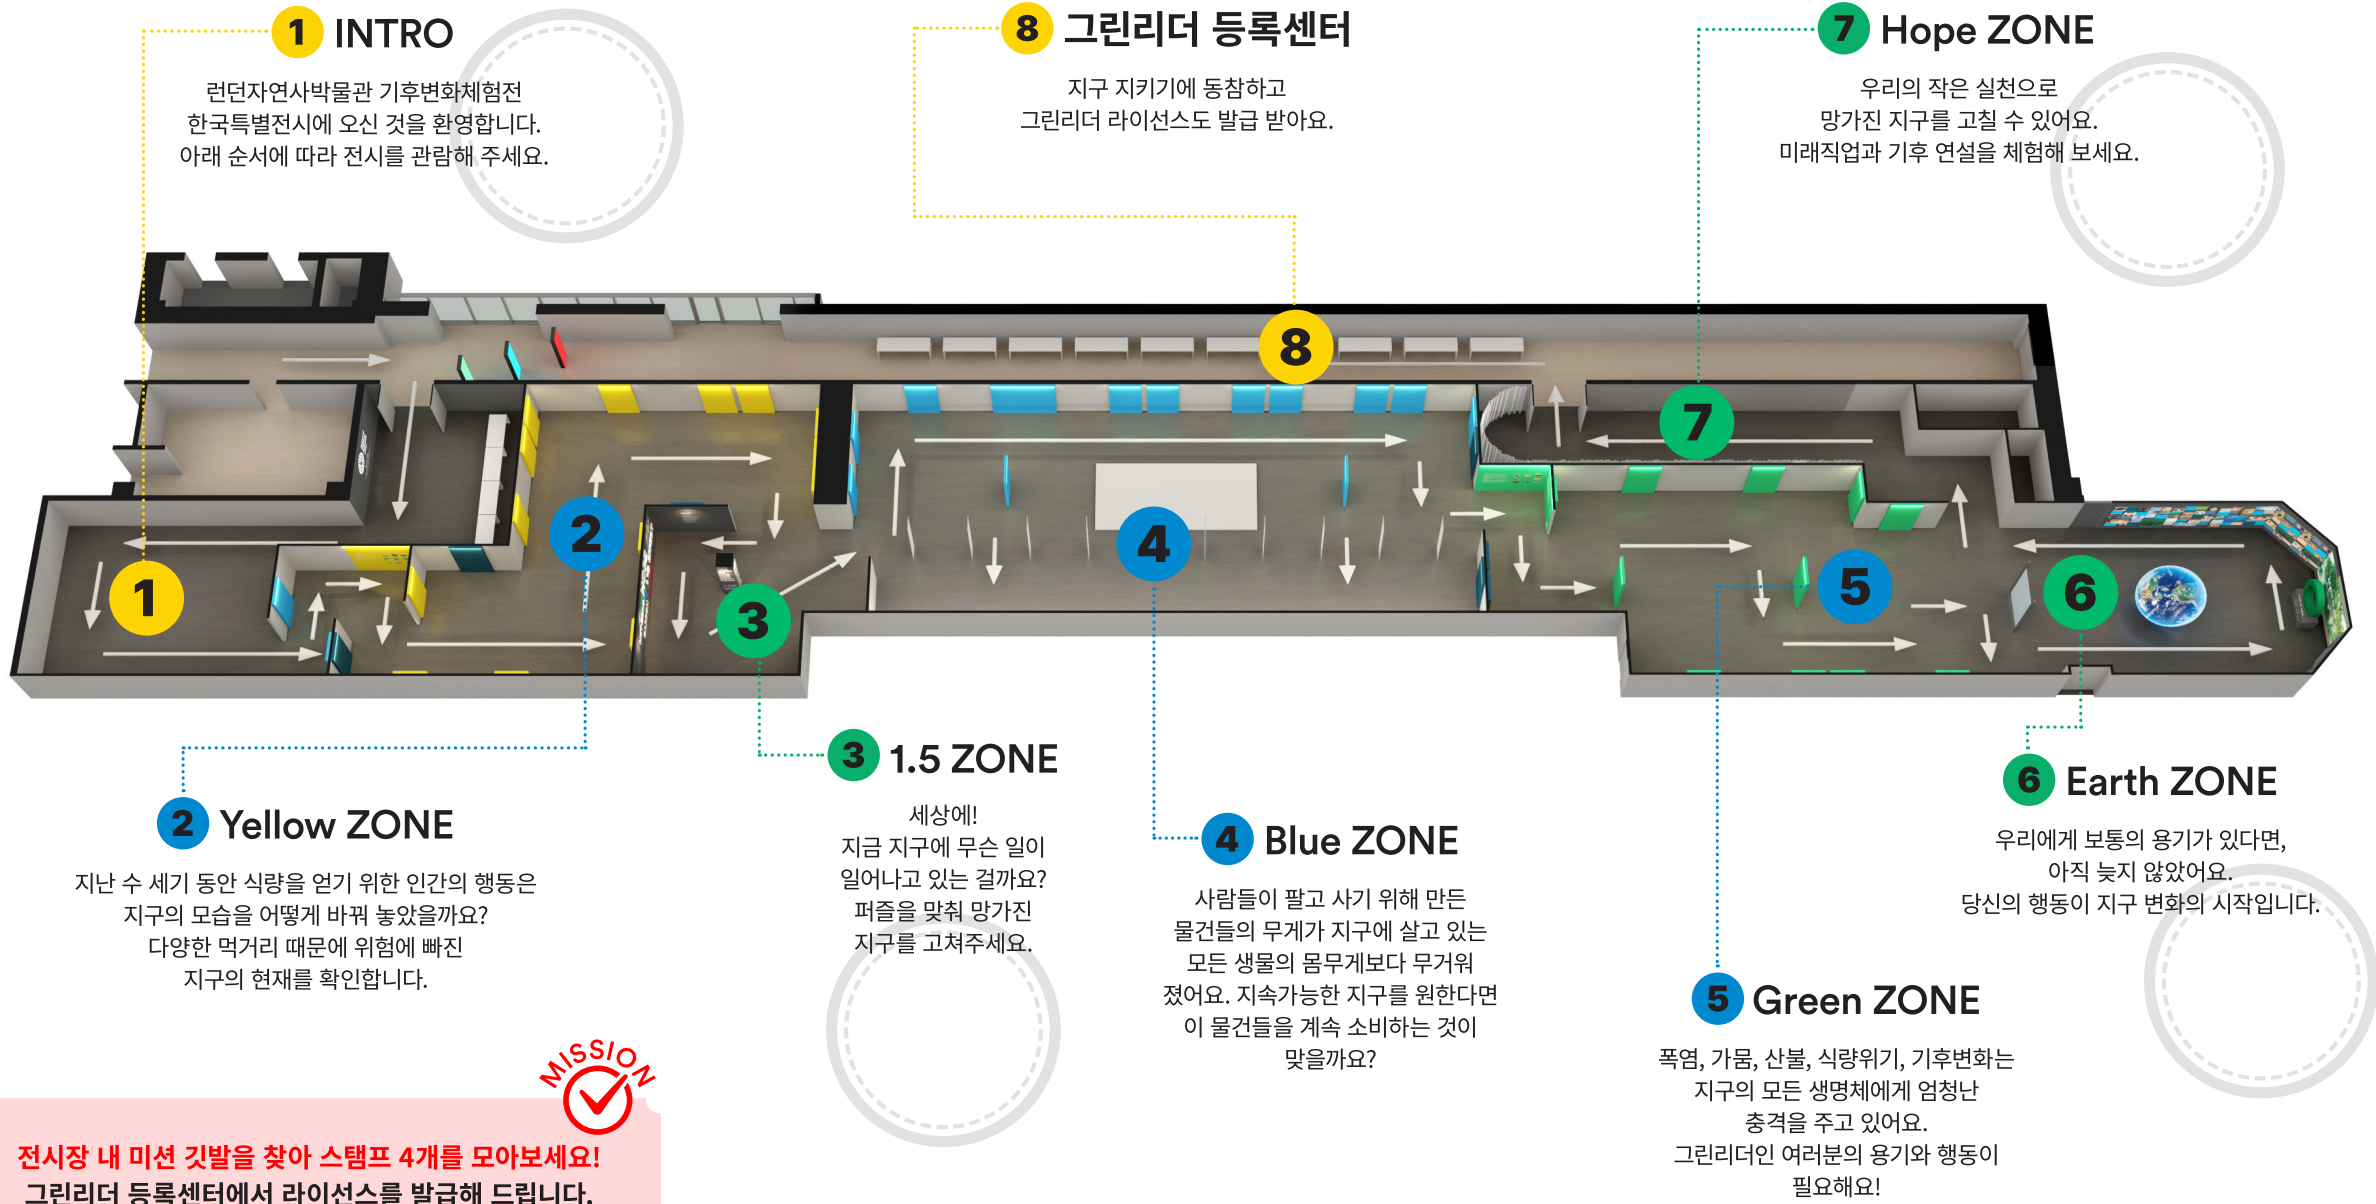 1 INTRO
런던자연사박물관 기후변화체험전
한국특별전시에 오신 것을 환영합니다.
아래 순서에 따라 전시를 관람해 주세요.
8 그린리더 등록센터
지구 지키기에 동참하고
그린리더 라이선스도 발급 받아요.
7 Hope ZONE
우리의 작은 실천으로
망가진 지구를 고칠 수 있어요.
미래직업과 기후 연설을 체험해 보세요.
8
7
2
4
1
3
5
6
2 Yellow ZONE
지난 수 세기 동안 식량을 얻기 위한 인간의 행동은
지구의 모습을 어떻게 바꿔 놓았을까요?
다양한 먹거리 때문에 위험에 빠진
지구의 현재를 확인합니다.
3 1.5 ZONE
세상에!
지금 지구에 무슨 일이
일어나고 있는 걸까요?
퍼즐을 맞춰 망가진
지구를 고쳐주세요.
4 Blue ZONE
사람들이 팔고 사기 위해 만든
물건들의 무게가 지구에 살고 있는
모든 생물의 몸무게보다 무거워
졌어요. 지속가능한 지구를 원한다면
이 물건들을 계속 소비하는 것이
맞을까요?
6 Earth ZONE
우리에게 보통의 용기가 있다면,
아직 늦지 않았어요.
당신의 행동이 지구 변화의 시작입니다.
5 Green ZONE
폭염, 가뭄, 산불, 식량위기, 기후변화는
지구의 모든 생명체에게 엄청난
충격을 주고 있어요.
그린리더인 여러분의 용기와 행동이
필요해요!
MISSION
전시장 내 미션 깃발을 찾아 스탬프 4개를 모아보세요!
그린리더 등록센터에서 라이선스를 발급해 드립니다.